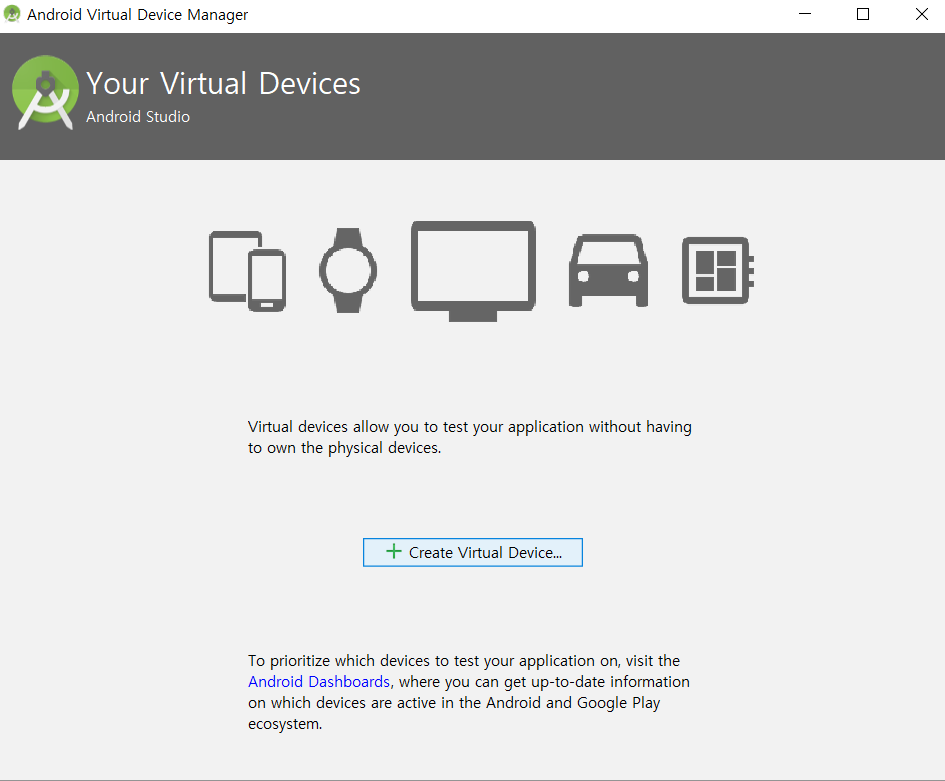 Android Virtual Device Manager
Your Virtual Devices
Android Studio
Virtual devices allow you to test your application without having
to own the physical devices.
Create Virtual Device...
To prioritize which devices to test your application on, visit the
Android Dashboards, where you can get up-to-date information
on which devices are active in the Android and Google Play
ecosystem.